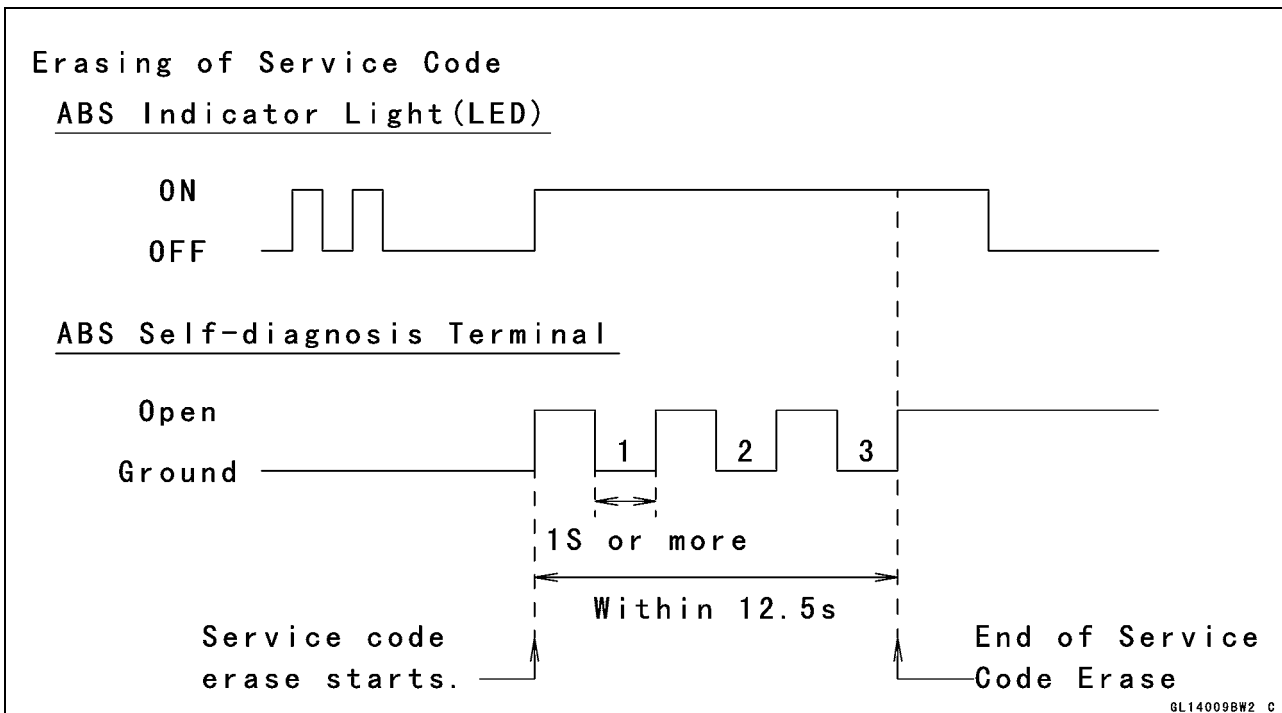 Erasing of Service Code
ABS Indicator Light(LED)
ON
OFF
ABS Self-diagnosis Terminal
Open
Ground
1
2
3
1S or more
Within 12.5s
Service code
erase starts.
End of Service
Code Erase
GL14009BW2 C